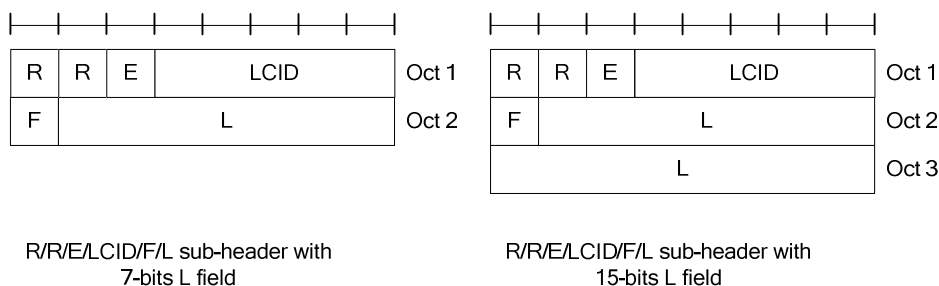 R R E LCID Oct 1
F L Oct 2
R/R/E/LCID/F/L sub-header with
7-bits L field
R R E LCID Oct 1
F L Oct 2
L Oct 3
R/R/E/LCID/F/L sub-header with
15-bits L field